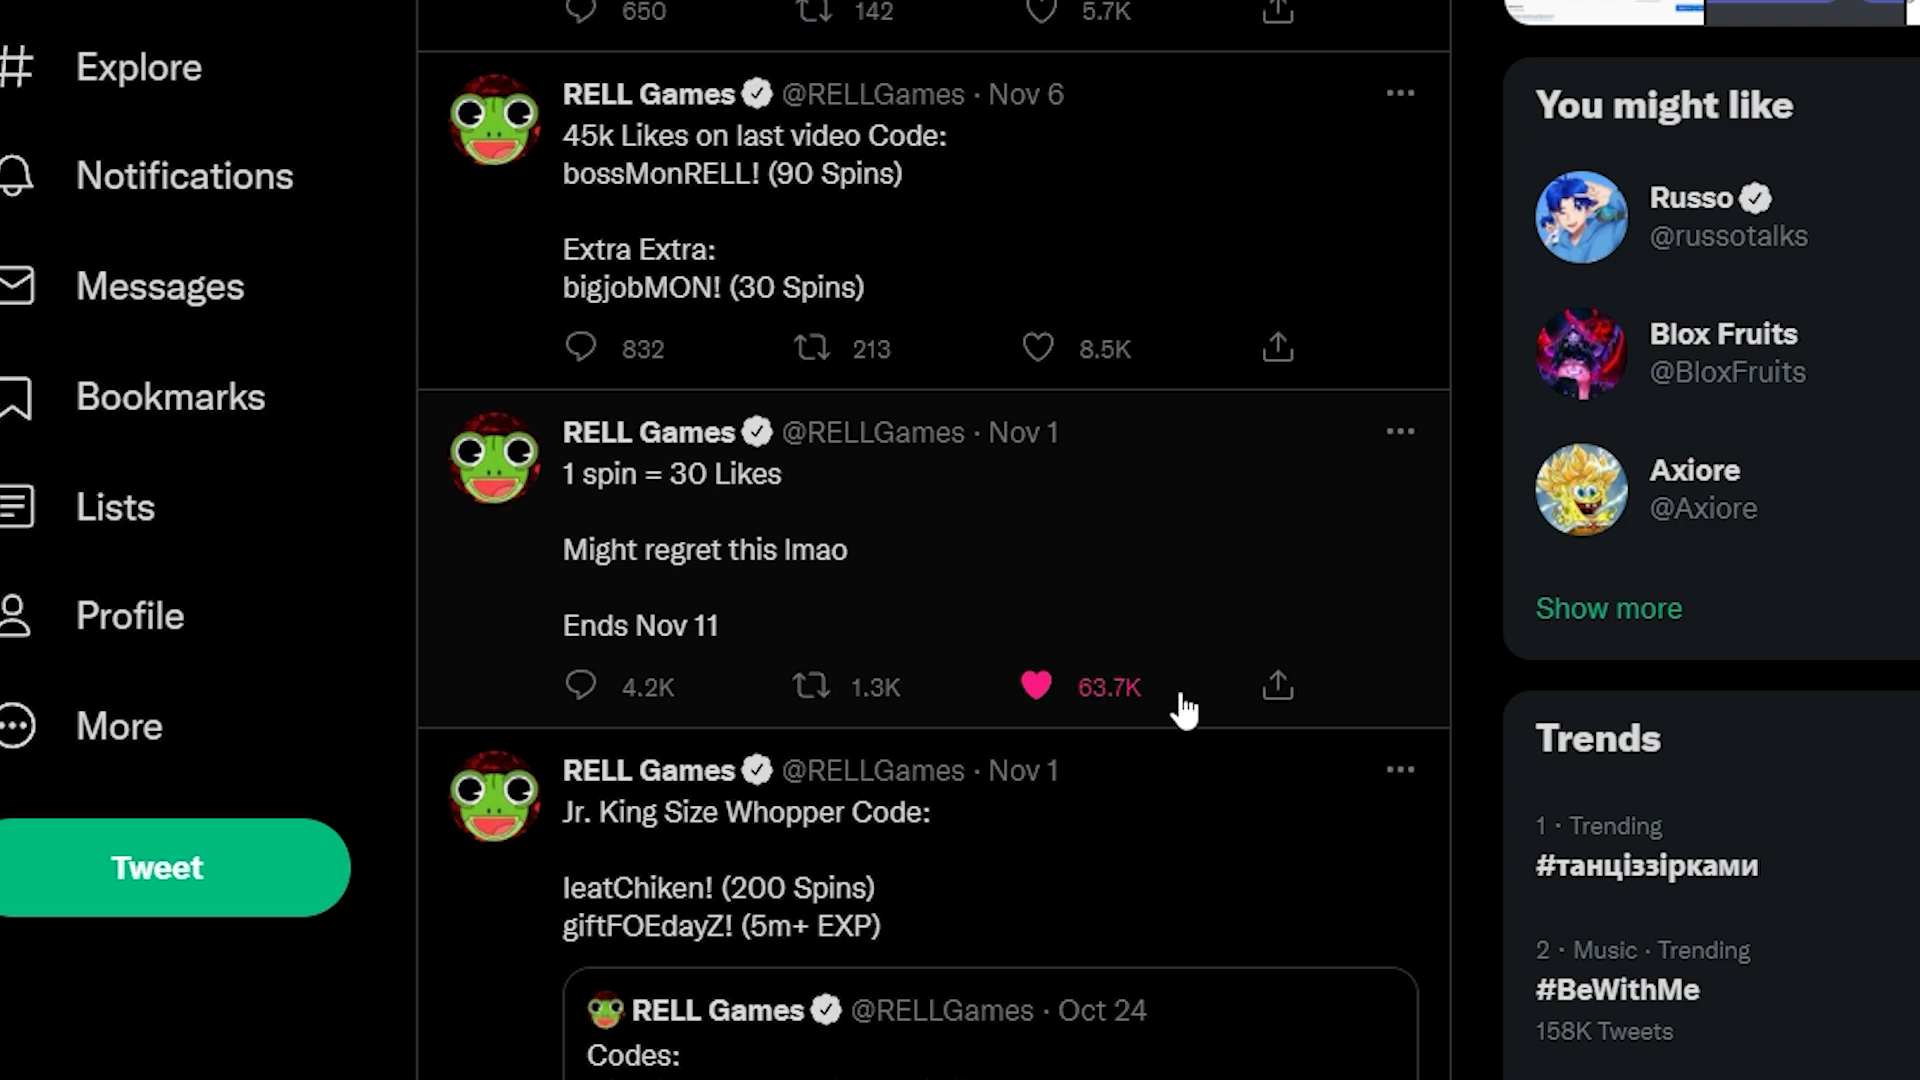 Explore
Notifications
Messages
Bookmarks
Lists
Profile
More
Tweet
650 142 5.7K
RELL Games @RELLGames · Nov 6
45k Likes on last video Code:
bossMonRELL! (90 Spins)
Extra Extra:
bigjobMON! (30 Spins)
832 213 8.5K
RELL Games @RELLGames · Nov 1
1 spin = 30 Likes
Might regret this lmao
Ends Nov 11
4.2K 1.3K 63.7K
RELL Games @RELLGames · Nov 1
Jr. King Size Whopper Code:
IeatChiken! (200 Spins)
giftFOEdayZ! (5m+ EXP)
RELL Games @RELLGames · Oct 24
Codes:
You might like
Russo
@russotalks
Blox Fruits
@BloxFruits
Axiore
@Axiore
Show more
Trends
1 · Trending
#танціззірками
2 · Music · Trending
#BeWithMe
158K Tweets